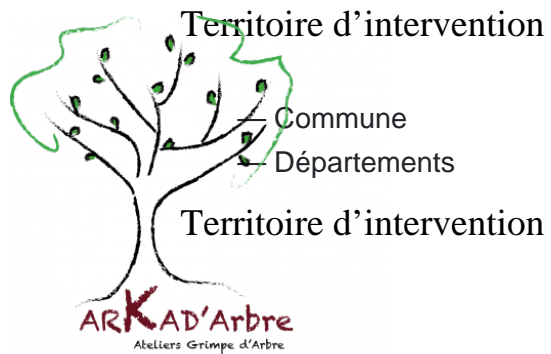 Territoire d’intervention
— Commune
— Départements
Territoire d’intervention
ARKAD'Arbre
Ateliers Grimpe d'Arbre